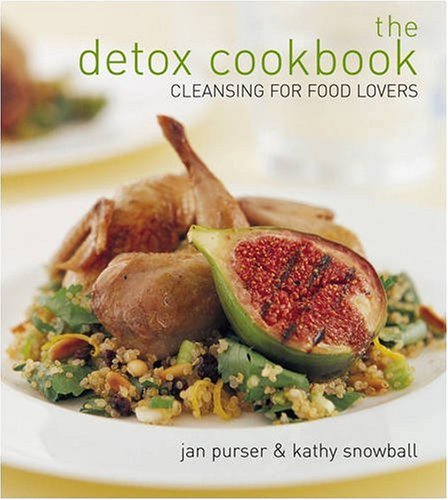 the
detox cookbook
CLEANSING FOR FOOD LOVERS
jan purser & kathy snowball